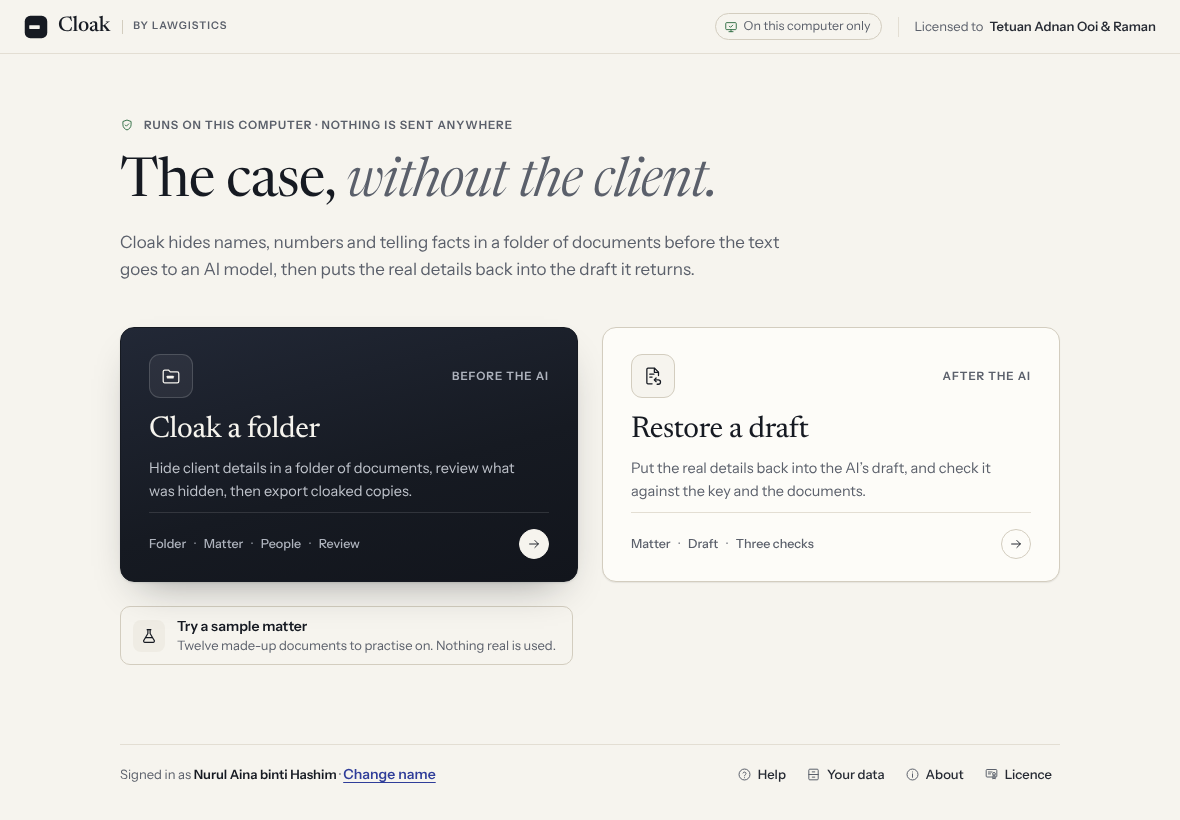 Cloak
BY LAWGISTICS
On this computer only
Licensed to Tetuan Adnan Ooi & Raman
RUNS ON THIS COMPUTER · NOTHING IS SENT ANYWHERE
The case, without the client.
Cloak hides names, numbers and telling facts in a folder of documents before the text
goes to an AI model, then puts the real details back into the draft it returns.
BEFORE THE AI
Cloak a folder
Hide client details in a folder of documents, review what
was hidden, then export cloaked copies.
Folder · Matter · People · Review
AFTER THE AI
Restore a draft
Put the real details back into the AI’s draft, and check it
against the key and the documents.
Matter · Draft · Three checks
Try a sample matter
Twelve made-up documents to practise on. Nothing real is used.
Signed in as Nurul Aina binti Hashim · Change name
Help
Your data
About
Licence